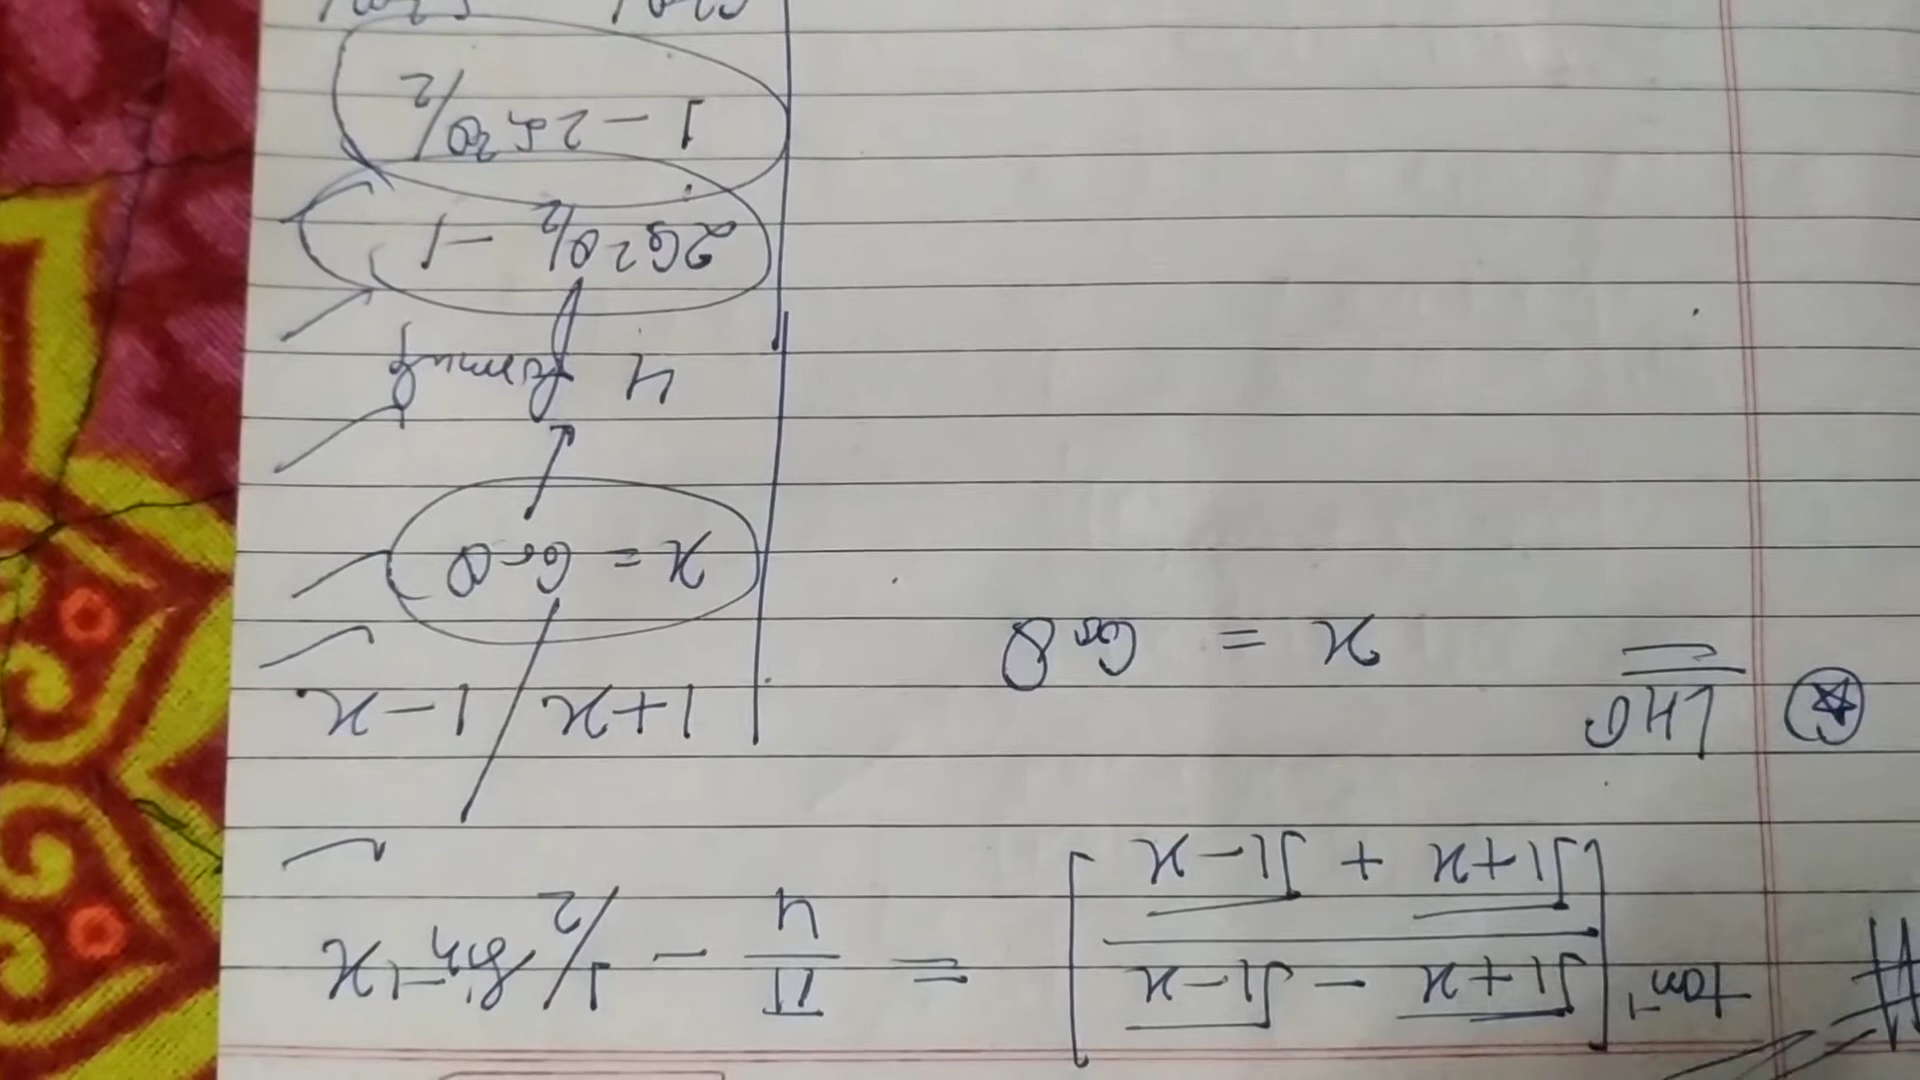 # tan⁻¹ [ (√1+x − √1−x) / (√1+x + √1−x) ] = π/4 − 1/2 sin⁻¹x
LHS
x = Cos θ
1+x / 1−x
x = Cos θ
4
2Cos²θ/2 − 1
1 − 2sin²θ/2